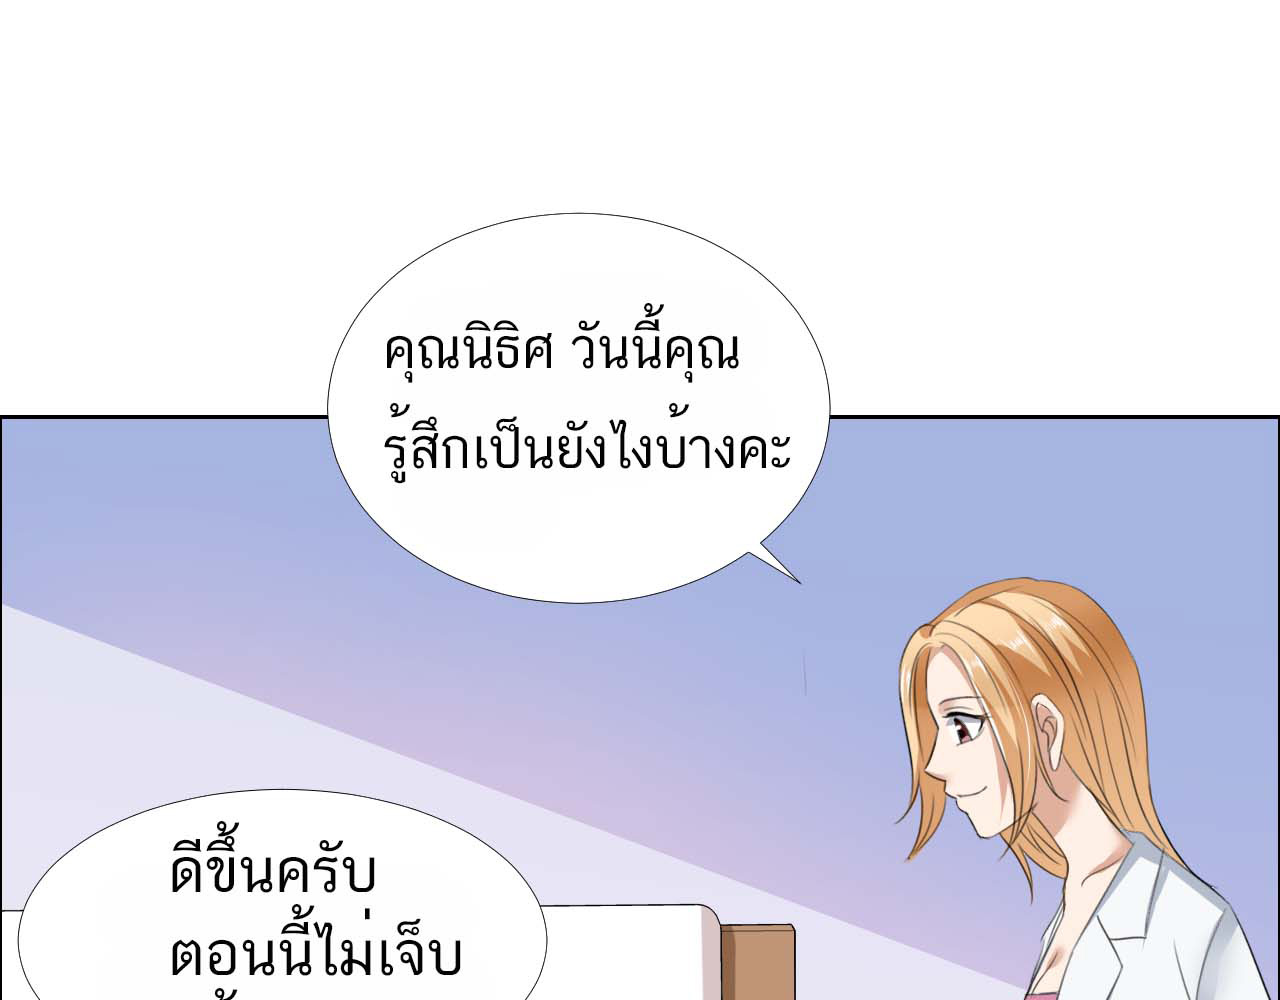 คุณนิธิศ วันนี้คุณ
รู้สึกเป็นยังไงบ้างคะ
ดีขึ้นครับ
ตอนนี้ไม่เจ็บ